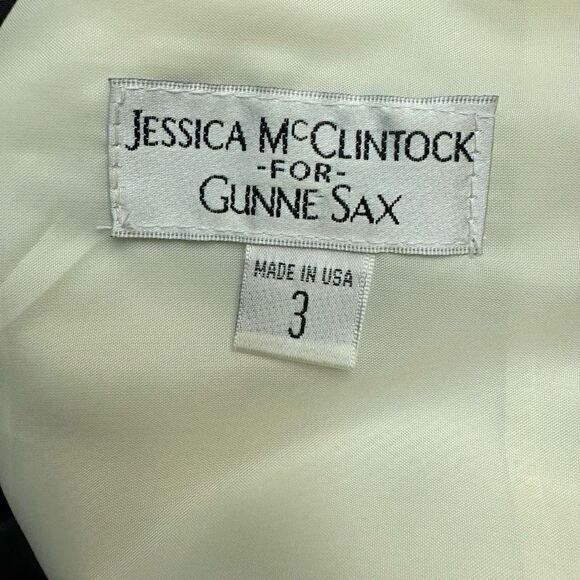 JESSICA McCLINTOCK
-FOR-
GUNNE SAX
MADE IN USA
3